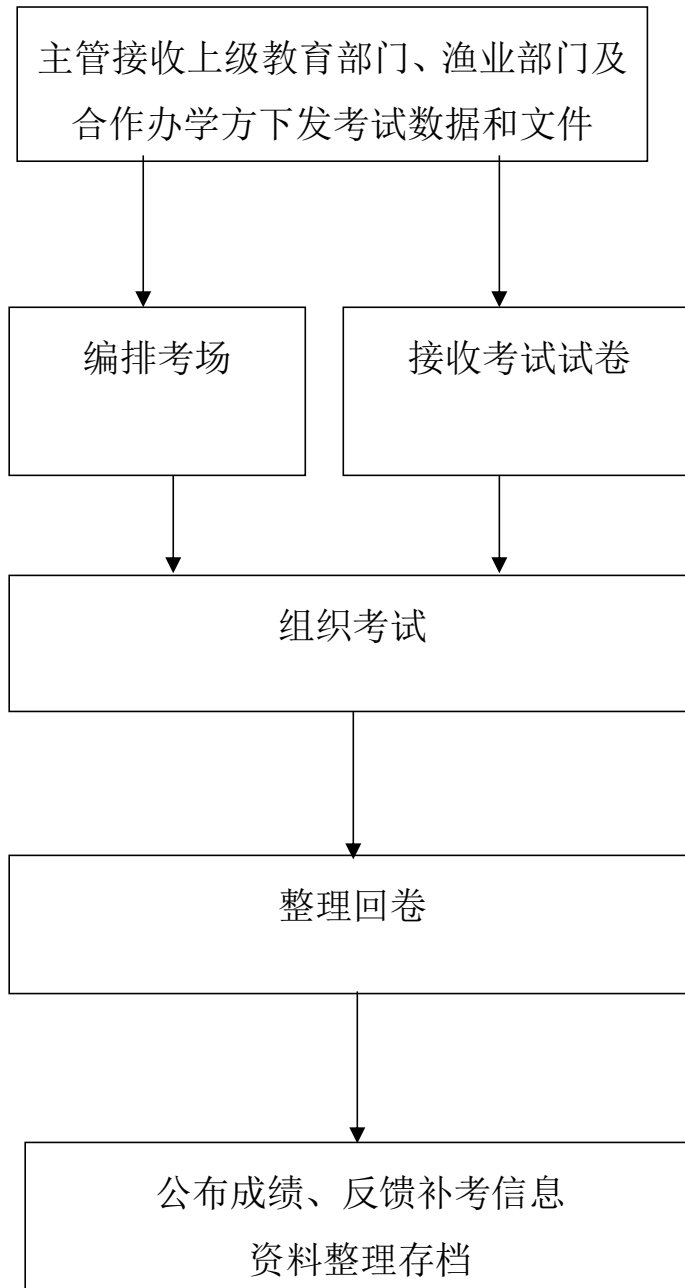 主管接收上级教育部门、渔业部门及
合作办学方下发考试数据和文件
编排考场
接收考试试卷
组织考试
整理回卷
公布成绩、反馈补考信息
资料整理存档